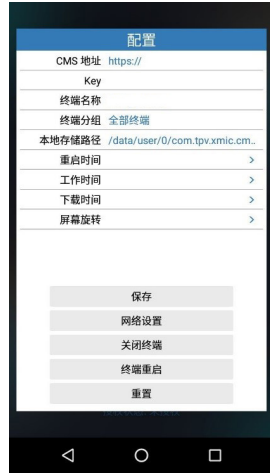 配置
CMS 地址 https://
Key
终端名称
终端分组 全部终端
本地存储路径 /data/user/0/com.tpv.xmic.cm..
重启时间 >
工作时间 >
下载时间 >
屏幕旋转 >
保存
网络设置
关闭终端
终端重启
重置